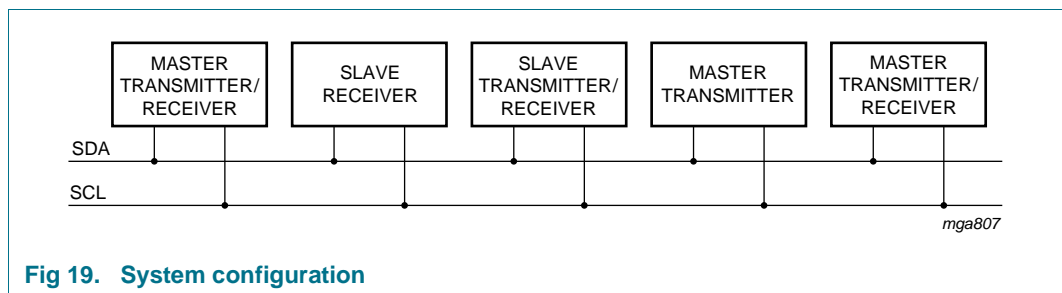 MASTER
TRANSMITTER/
RECEIVER
SLAVE
RECEIVER
SLAVE
TRANSMITTER/
RECEIVER
MASTER
TRANSMITTER
MASTER
TRANSMITTER/
RECEIVER
SDA
SCL
mga807
Fig 19. System configuration